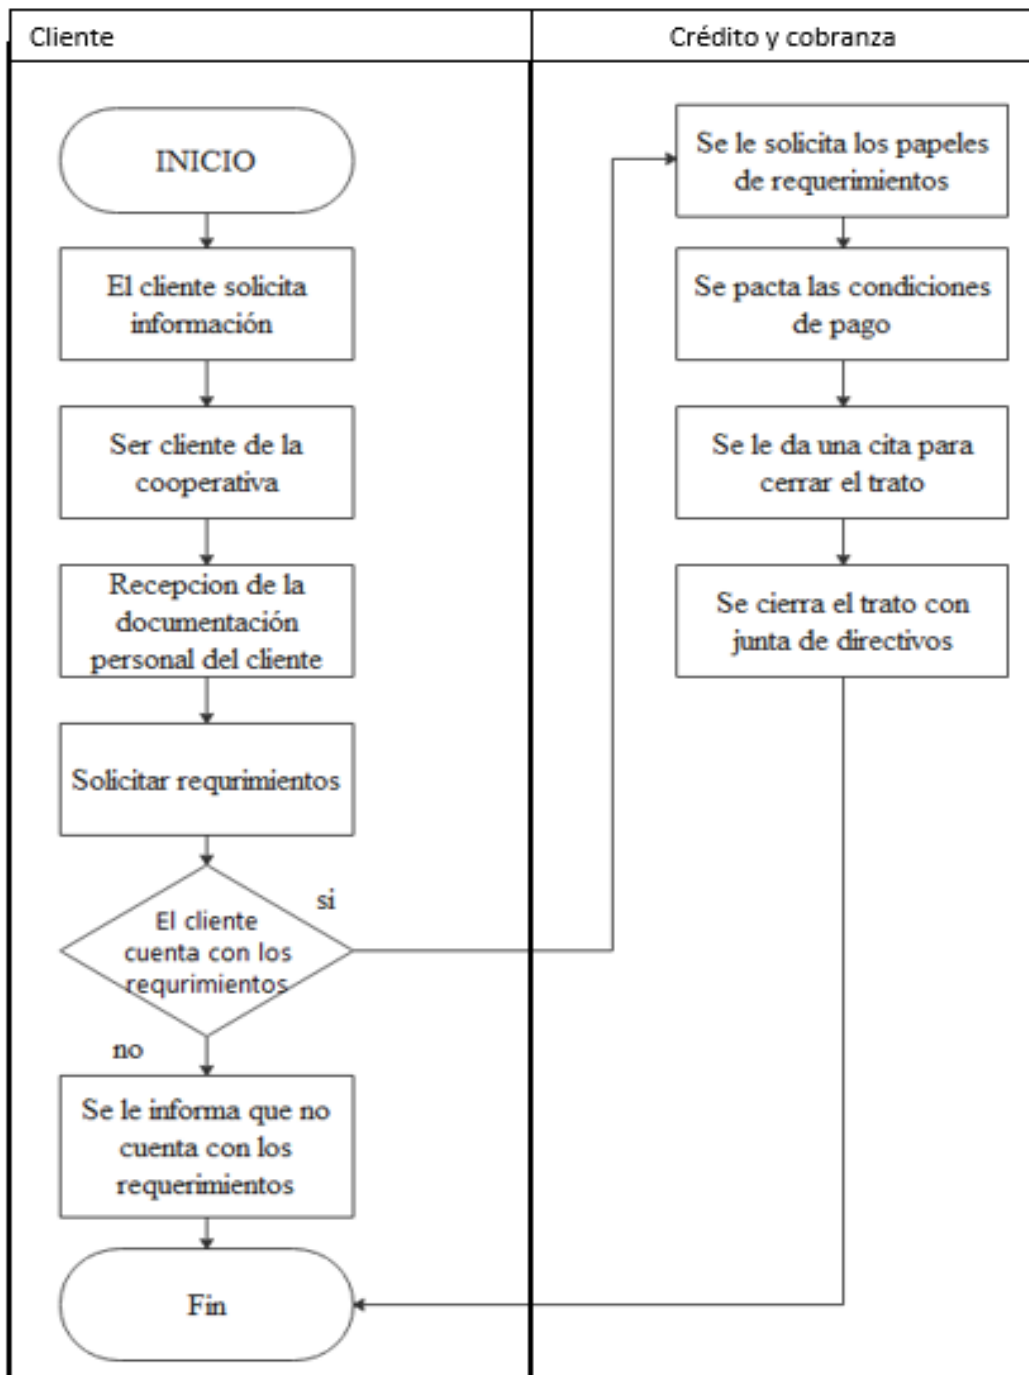 Cliente
Crédito y cobranza
INICIO
El cliente solicita
información
Ser cliente de la
cooperativa
Recepcion de la
documentación
personal del cliente
Solicitar requrimientos
El cliente
cuenta con los
requrimientos
si
no
Se le informa que no
cuenta con los
requerimientos
Fin
Se le solicita los papeles
de requerimientos
Se pacta las condiciones
de pago
Se le da una cita para
cerrar el trato
Se cierra el trato con
junta de directivos